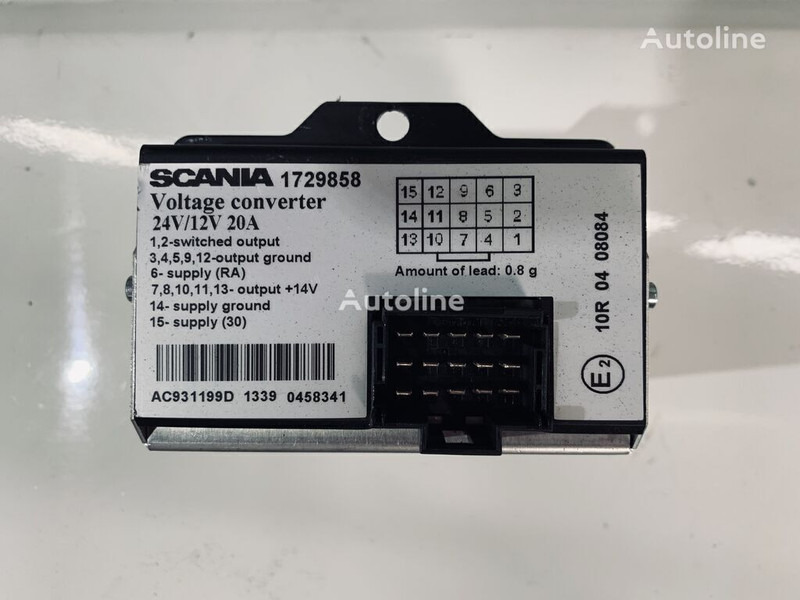 Autoline
SCANIA 1729858
Voltage converter
24V/12V 20A
1,2-switched output
3,4,5,9,12-output ground
6- supply (RA)
7,8,10,11,13- output +14V
14- supply ground
15- supply (30)
AC931199D 1339 0458341
15 12 9 6 3
14 11 8 5 2
13 10 7 4 1
Amount of lead: 0.8 g
Autoline
10R 04 08084
E2
Autoline